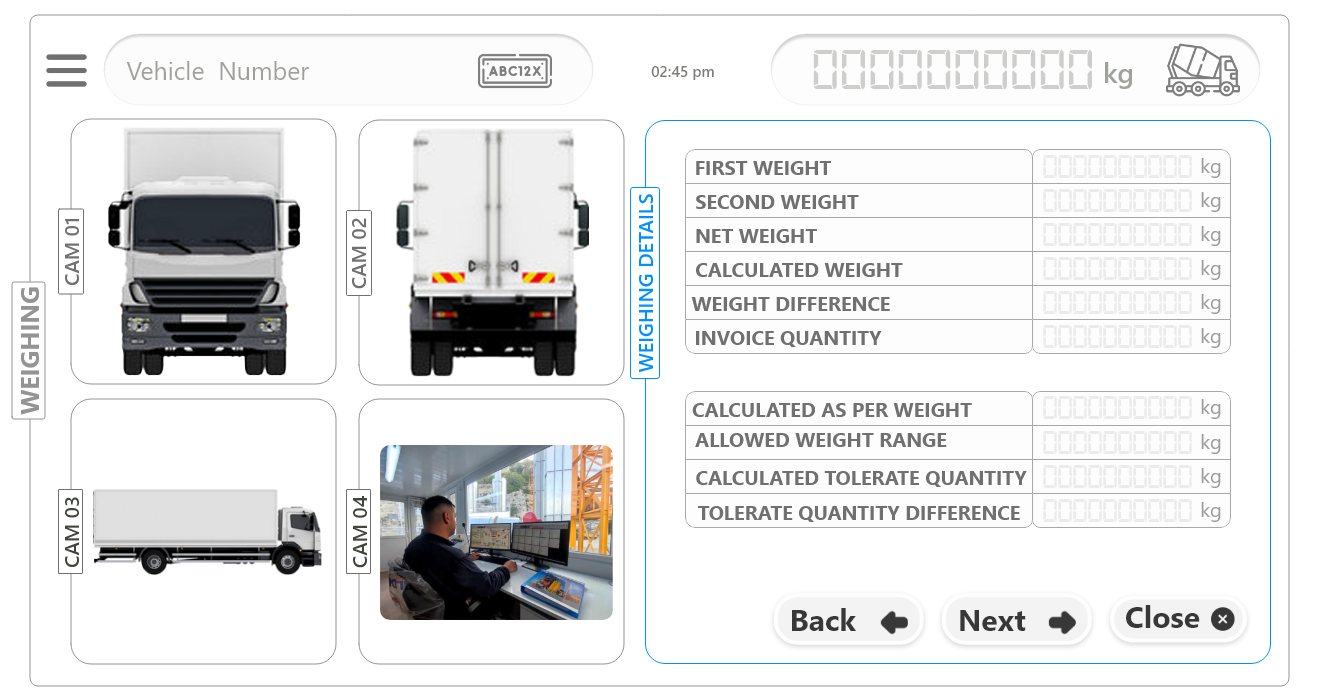 Vehicle Number
ABC12X
02:45 pm
0000000000 kg
WEIGHING
CAM 01
CAM 02
CAM 03
CAM 04
WEIGHING DETAILS
FIRST WEIGHT 0000000000 kg
SECOND WEIGHT 0000000000 kg
NET WEIGHT 0000000000 kg
CALCULATED WEIGHT 0000000000 kg
WEIGHT DIFFERENCE 0000000000 kg
INVOICE QUANTITY 0000000000 kg
CALCULATED AS PER WEIGHT 0000000000 kg
ALLOWED WEIGHT RANGE 0000000000 kg
CALCULATED TOLERATE QUANTITY 0000000000 kg
TOLERATE QUANTITY DIFFERENCE 0000000000 kg
Back Next Close